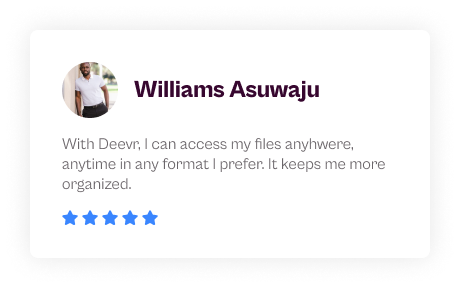 Williams Asuwaju
With Deevr, I can access my files anyhwere,
anytime in any format I prefer. It keeps me more
organized.